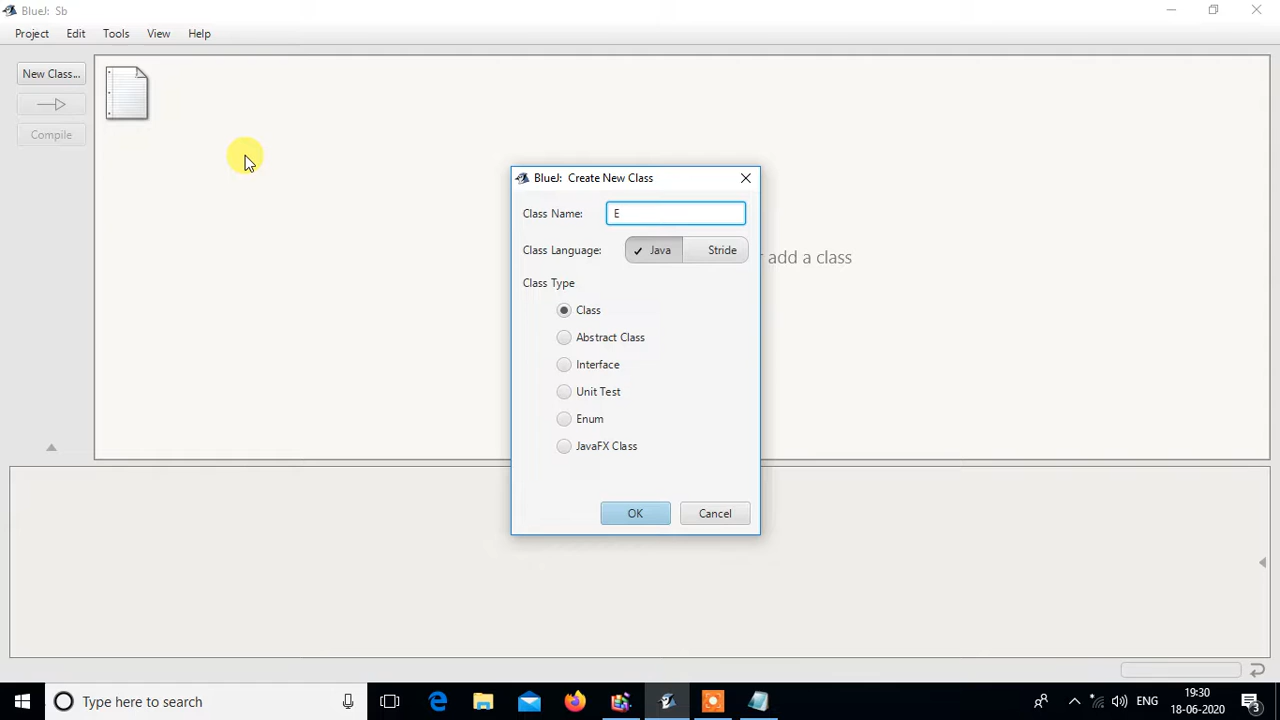 BlueJ: Sb
Project Edit Tools View Help
New Class...
Compile
BlueJ: Create New Class
Class Name: E
Class Language: ✓ Java Stride
add a class
Class Type
Class
Abstract Class
Interface
Unit Test
Enum
JavaFX Class
OK Cancel
Type here to search
ENG
19:30
18-06-2020
3